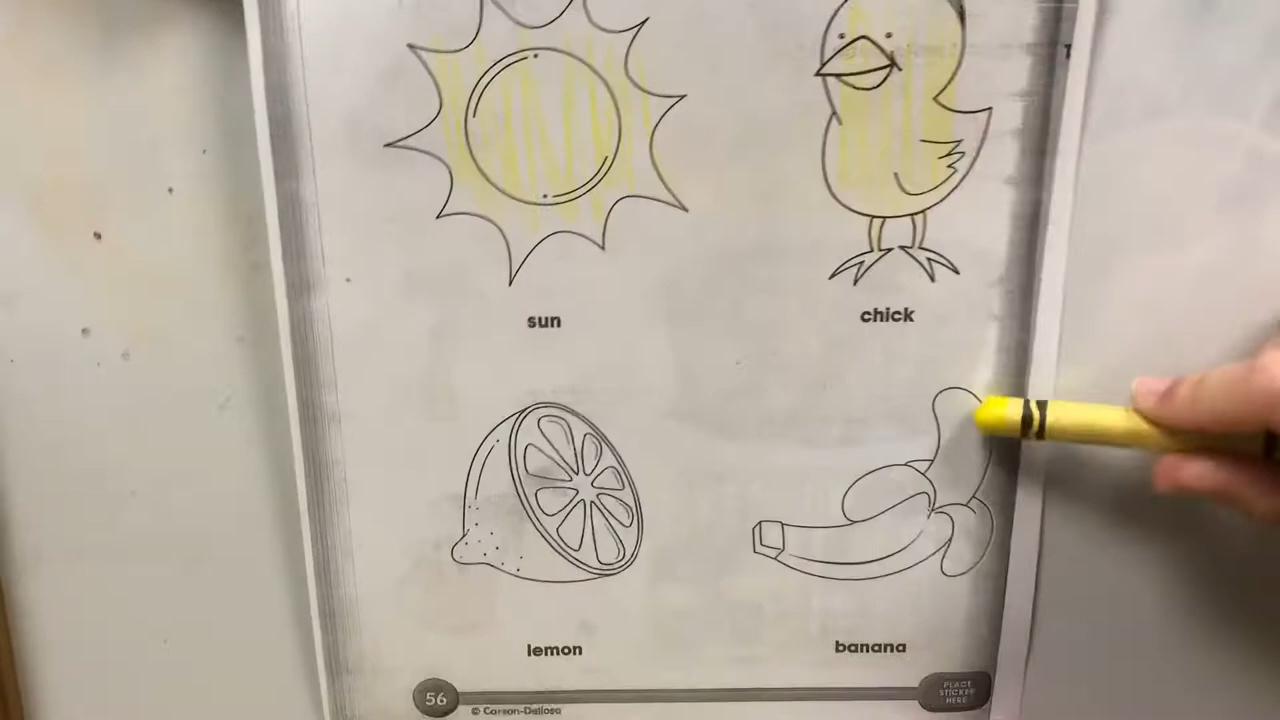 sun
chick
lemon
banana
56
© Carson-Dellosa
PLACE
STICKER
HERE